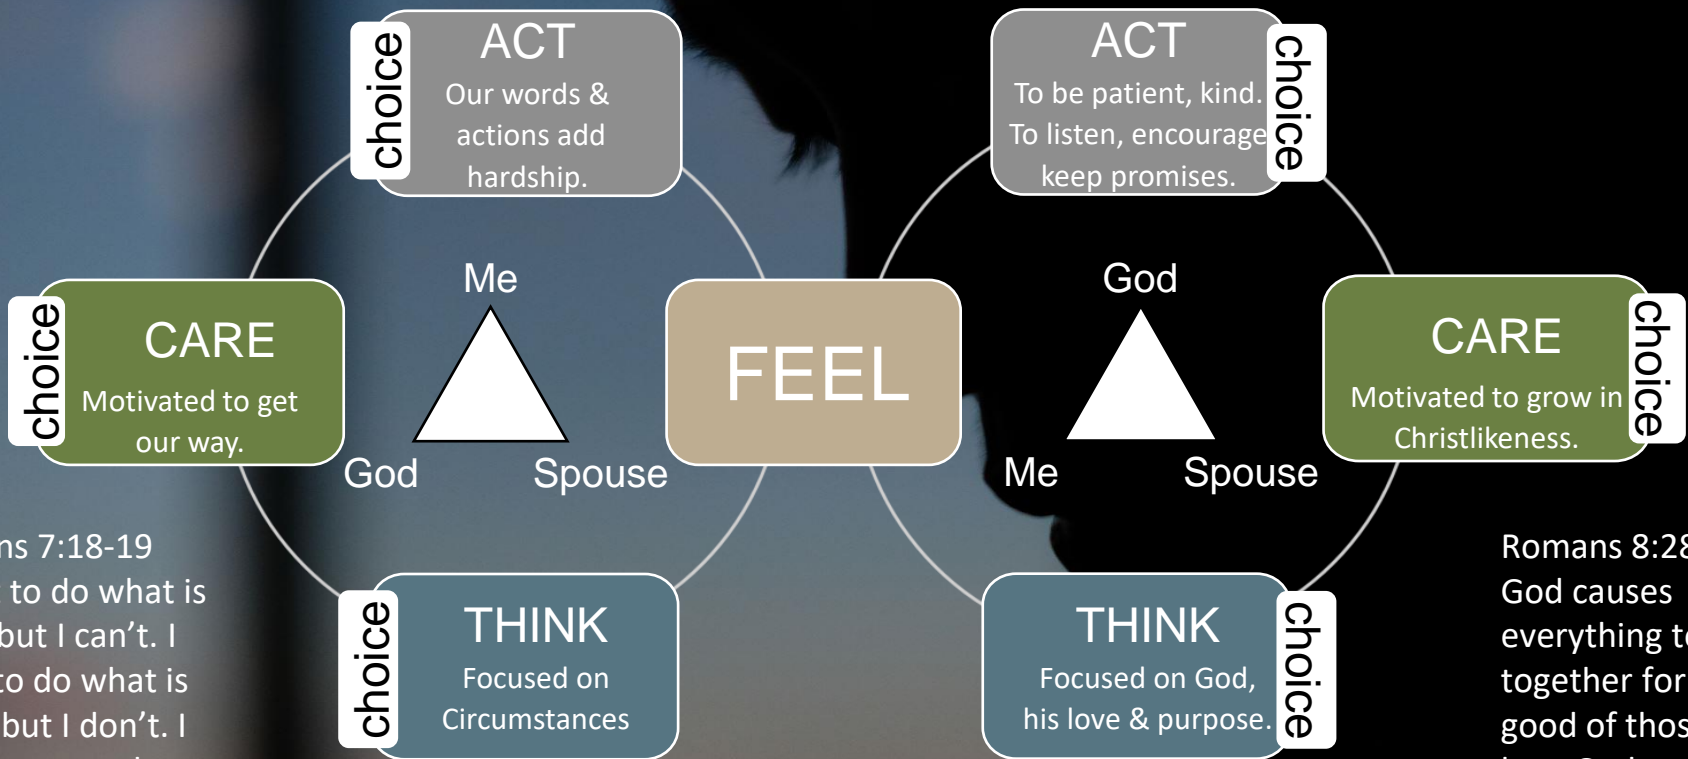 choice
ACT
Our words &
actions add
hardship.
ACT
To be patient, kind.
To listen, encourage
keep promises.
choice
choice
CARE
Motivated to get
our way.
Me
God
Spouse
FEEL
God
Me
Spouse
CARE
Motivated to grow in
Christlikeness.
choice
choice
THINK
Focused on
Circumstances
THINK
Focused on God,
his love & purpose.
choice
7:18-19
to do what is
but I can’t. I
to do what is
but I don’t. I
Romans 8:28
God causes
everything
together for
good of